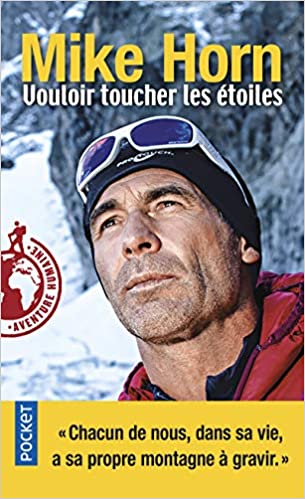 Mike Horn
Vouloir toucher les étoiles
PROTOUCH
AVENTURE HUMAINE
POCKET
« Chacun de nous, dans sa vie,
a sa propre montagne à gravir. »